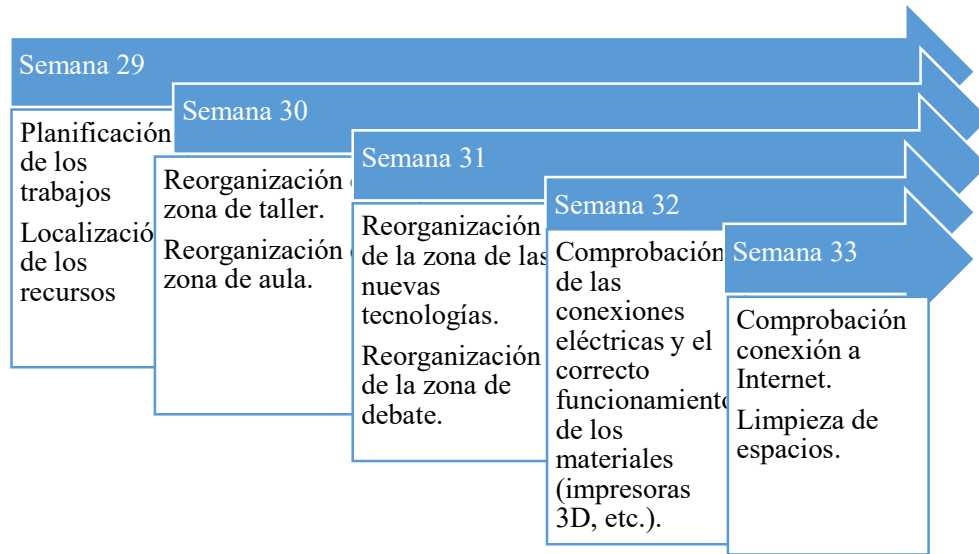 Semana 29
Planificación
de los
trabajos
Localización
de los
recursos
Semana 30
Reorganización
zona de taller.
Reorganización
zona de aula.
Semana 31
Reorganización
de la zona de las
nuevas
tecnologías.
Reorganización
de la zona de
debate.
Semana 32
Comprobación
de las
conexiones
eléctricas y el
correcto
funcionamiento
de los
materiales
(impresoras
3D, etc.).
Semana 33
Comprobación
conexión a
Internet.
Limpieza de
espacios.